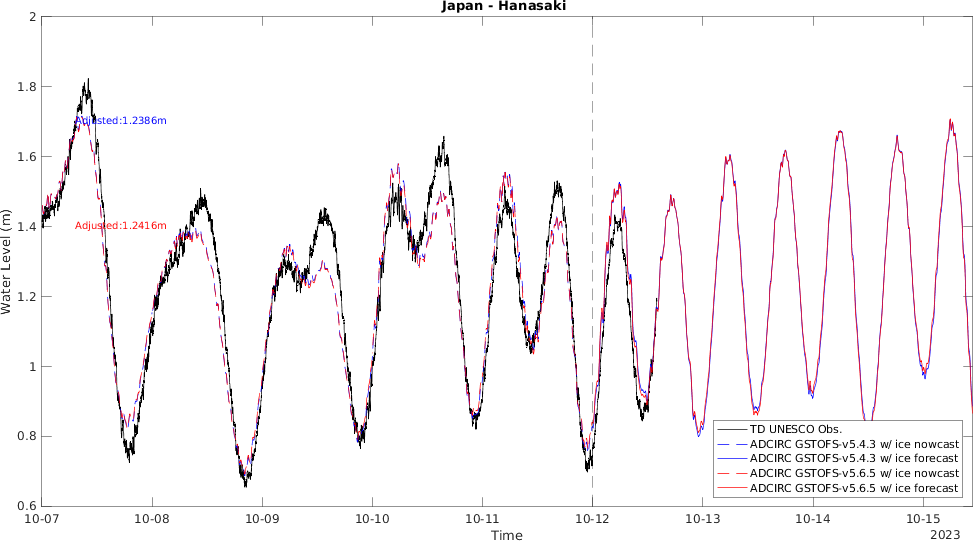 Japan - Hanasaki
Water Level (m)
2
1.8
1.6
1.4
1.2
1
0.8
0.6
Adjusted:1.2386m
Adjusted:1.2416m
TD UNESCO Obs.
ADCIRC GSTOFS-v5.4.3 w/ ice nowcast
ADCIRC GSTOFS-v5.4.3 w/ ice forecast
ADCIRC GSTOFS-v5.6.5 w/ ice nowcast
ADCIRC GSTOFS-v5.6.5 w/ ice forecast
10-07 10-08 10-09 10-10 10-11 10-12 10-13 10-14 10-15
Time
2023